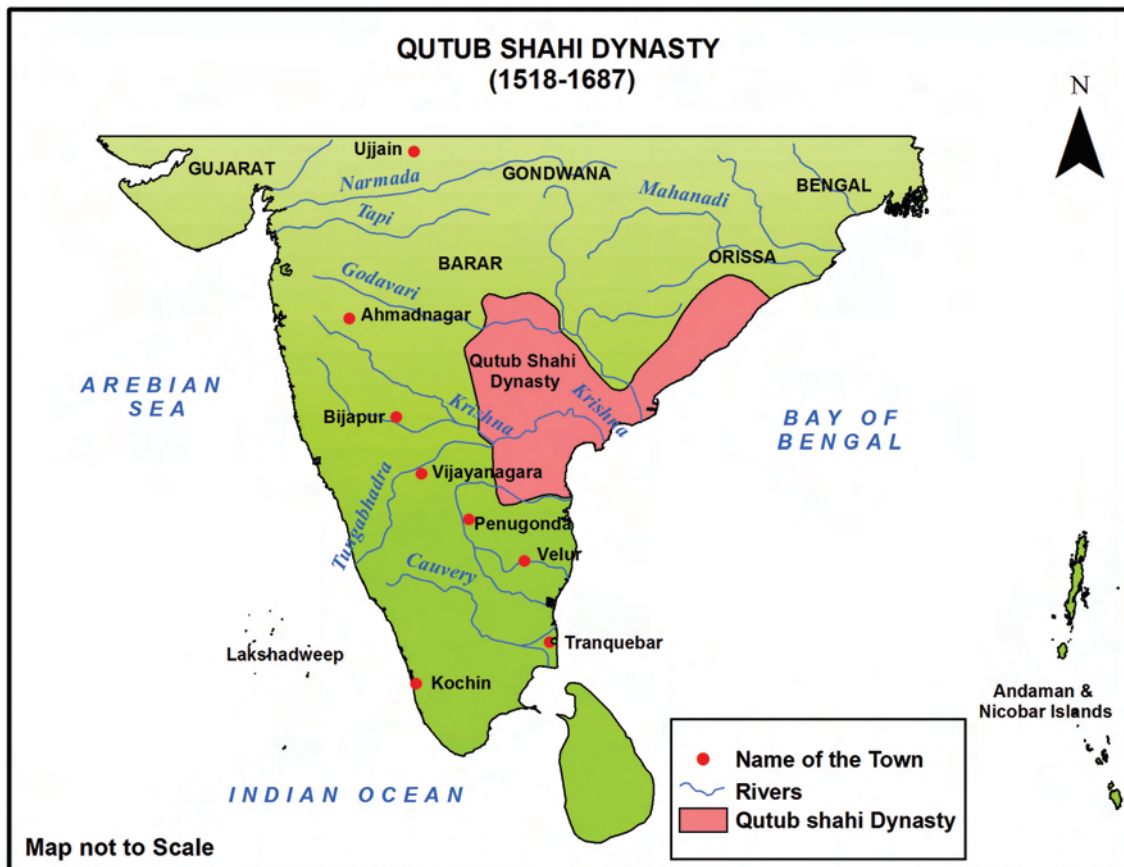 QUTUB SHAHI DYNASTY
(1518-1687)
N
Ujjain
GUJARAT
Narmada
GONDWANA
Mahanadi
BENGAL
Tapi
BARAR
ORISSA
Godavari
Ahmadnagar
Qutub Shahi
Dynasty
AREBIAN
SEA
Bijapur
Krishna
Krishna
BAY OF
BENGAL
Vijayanagara
Tungabhadra
Penugonda
Velur
Cauvery
Tranquebar
Lakshadweep
Kochin
Andaman &
Nicobar Islands
INDIAN OCEAN
Name of the Town
Rivers
Qutub shahi Dynasty
Map not to Scale